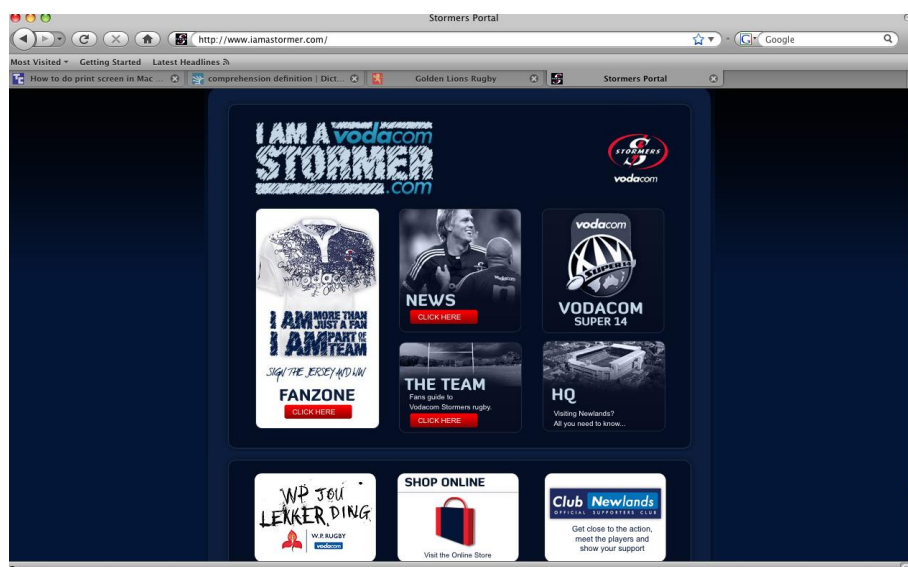 Stormers Portal
http://www.iamastormer.com/
Google
Most Visited
Getting Started
Latest Headlines
How to do print screen in Mac ...
comprehension definition | Dict...
Golden Lions Rugby
Stormers Portal
I AM A vodacom
STORMER
.com
STORMERS
vodacom
vodacom
I AM MORE THAN
JUST A FAN
I AM PART OF
TEAM
SIGN THE JERSEY AND WIN
FANZONE
CLICK HERE
NEWS
CLICK HERE
vodacom
XIV
SUPER 14
VODACOM
SUPER 14
THE TEAM
Fans guide to
Vodacom Stormers rugby.
CLICK HERE
HQ
Visiting Newlands?
All you need to know...
WP JOU
LEKKER DING
W.P. RUGBY
vodacom
SHOP ONLINE
Visit the Online Store
Club Newlands
OFFICIAL SUPPORTERS CLUB
Get close to the action,
meet the players and
show your support